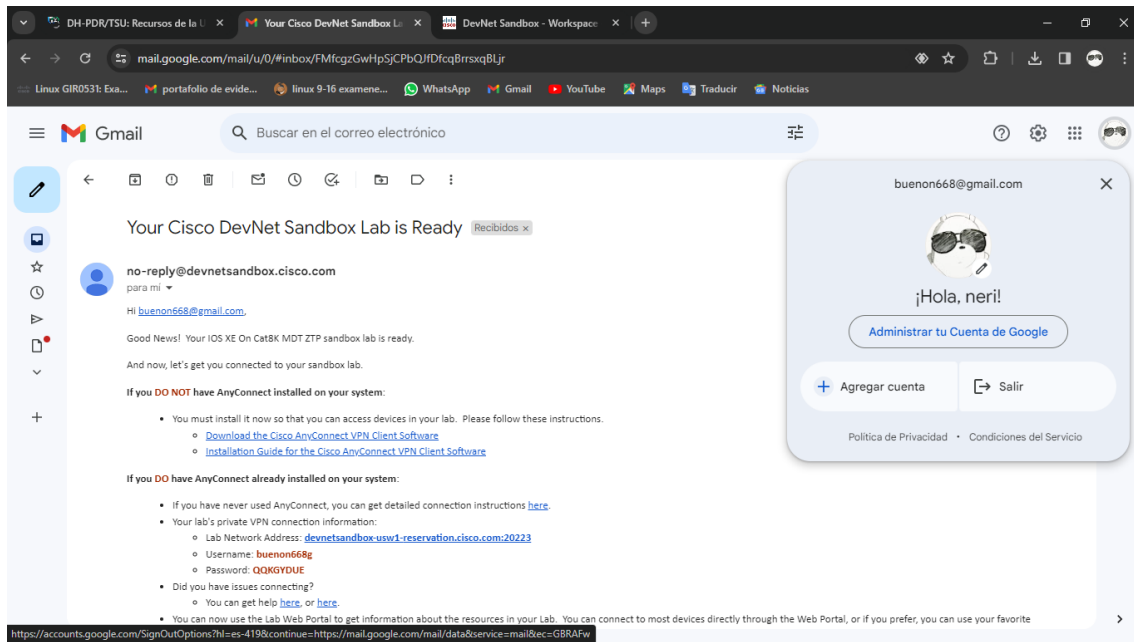 DH-PDR/TSU: Recursos de la U
Your Cisco DevNet Sandbox La
DevNet Sandbox - Workspace
mail.google.com/mail/u/0/#inbox/FMfcgzGwHpSjCPbQJfDfcqBrrsxqBLjr
Linux GIR0531: Exa...
portafolio de evide...
linux 9-16 examene...
WhatsApp
Gmail
YouTube
Maps
Traducir
Noticias
Gmail
Buscar en el correo electrónico
buenon668@gmail.com
¡Hola, neri!
Administrar tu Cuenta de Google
Agregar cuenta
Salir
Política de Privacidad • Condiciones del Servicio
Your Cisco DevNet Sandbox Lab is Ready Recibidos ×
no-reply@devnetsandbox.cisco.com
para mí
Hi buenon668@gmail.com,
Good News! Your IOS XE On Cat8K MDT ZTP sandbox lab is ready.
And now, let's get you connected to your sandbox lab.
If you DO NOT have AnyConnect installed on your system:
• You must install it now so that you can access devices in your lab. Please follow these instructions.
Download the Cisco AnyConnect VPN Client Software
Installation Guide for the Cisco AnyConnect VPN Client Software
If you DO have AnyConnect already installed on your system:
• If you have never used AnyConnect, you can get detailed connection instructions here.
• Your lab's private VPN connection information:
Lab Network Address: devnetsandbox-usw1-reservation.cisco.com:20223
Username: buenon668g
Password: QQKGYDUE
• Did you have issues connecting?
You can get help here, or here.
• You can now use the Lab Web Portal to get information about the resources in your Lab. You can connect to most devices directly through the Web Portal, or if you prefer, you can use your favorite
https://accounts.google.com/SignOutOptions?hl=es-419&continue=https://mail.google.com/mail/data&service=mail&ec=GBRAFw